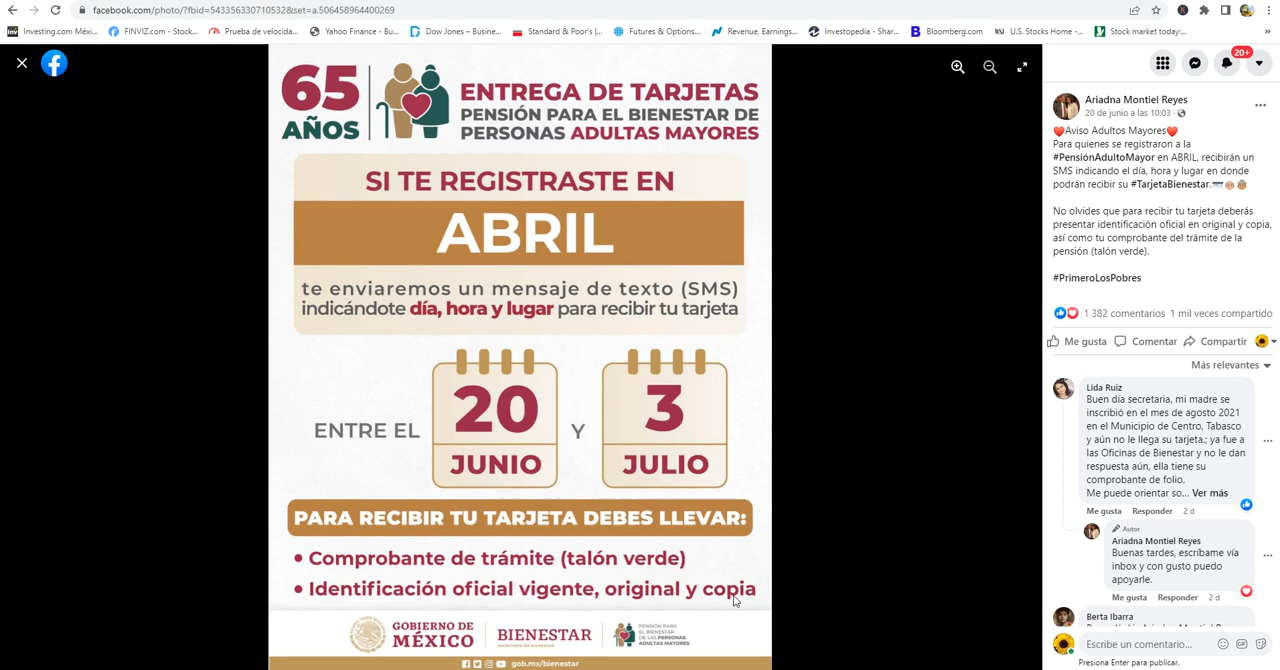 facebook.com/photo/?fbid=543356330710532&set=a.506458964400269
Investing.com Méxi...
FINVIZ.com - Stock...
Prueba de velocida...
Yahoo Finance - Bu...
Dow Jones – Busine...
Standard & Poor's |...
Futures & Options...
Revenue, Earnings,...
Investopedia - Shar...
Bloomberg.com
U.S. Stocks Home -...
Stock market today:...
»
20+
65
AÑOS
ENTREGA DE TARJETAS
PENSIÓN PARA EL BIENESTAR DE
PERSONAS ADULTAS MAYORES
SI TE REGISTRASTE EN
ABRIL
te enviaremos un mensaje de texto (SMS)
indicándote día, hora y lugar para recibir tu tarjeta
ENTRE EL
20
JUNIO
Y
3
JULIO
PARA RECIBIR TU TARJETA DEBES LLEVAR:
• Comprobante de trámite (talón verde)
• Identificación oficial vigente, original y copia
GOBIERNO DE
MÉXICO
BIENESTAR
SECRETARÍA DE BIENESTAR
PENSIÓN PARA
EL BIENESTAR
DE LAS PERSONAS
ADULTAS MAYORES
gob.mx/bienestar
Ariadna Montiel Reyes
20 de junio a las 10:03 ·
❤️Aviso Adultos Mayores❤️
Para quienes se registraron a la
#PensiónAdultoMayor en ABRIL, recibirán un
SMS indicando el día, hora y lugar en donde
podrán recibir su #TarjetaBienestar.
No olvides que para recibir tu tarjeta deberás
presentar identificación oficial en original y copia,
así como tu comprobante del trámite de la
pensión (talón verde).
#PrimeroLosPobres
1 382 comentarios 1 mil veces compartido
Me gusta
Comentar
Compartir
Más relevantes
Lida Ruiz
Buen día secretaria, mi madre se
inscribió en el mes de agosto 2021
en el Municipio de Centro, Tabasco
y aún no le llega su tarjeta.; ya fue a
las Oficinas de Bienestar y no le dan
respuesta aún, ella tiene su
comprobante de folio.
Me puede orientar so... Ver más
Me gusta Responder 2 d
Autor
Ariadna Montiel Reyes
Buenas tardes, escríbame vía
inbox y con gusto puedo
apoyarle.
Me gusta Responder 2 d
Berta Ibarra
Escribe un comentario...
Presiona Enter para publicar.